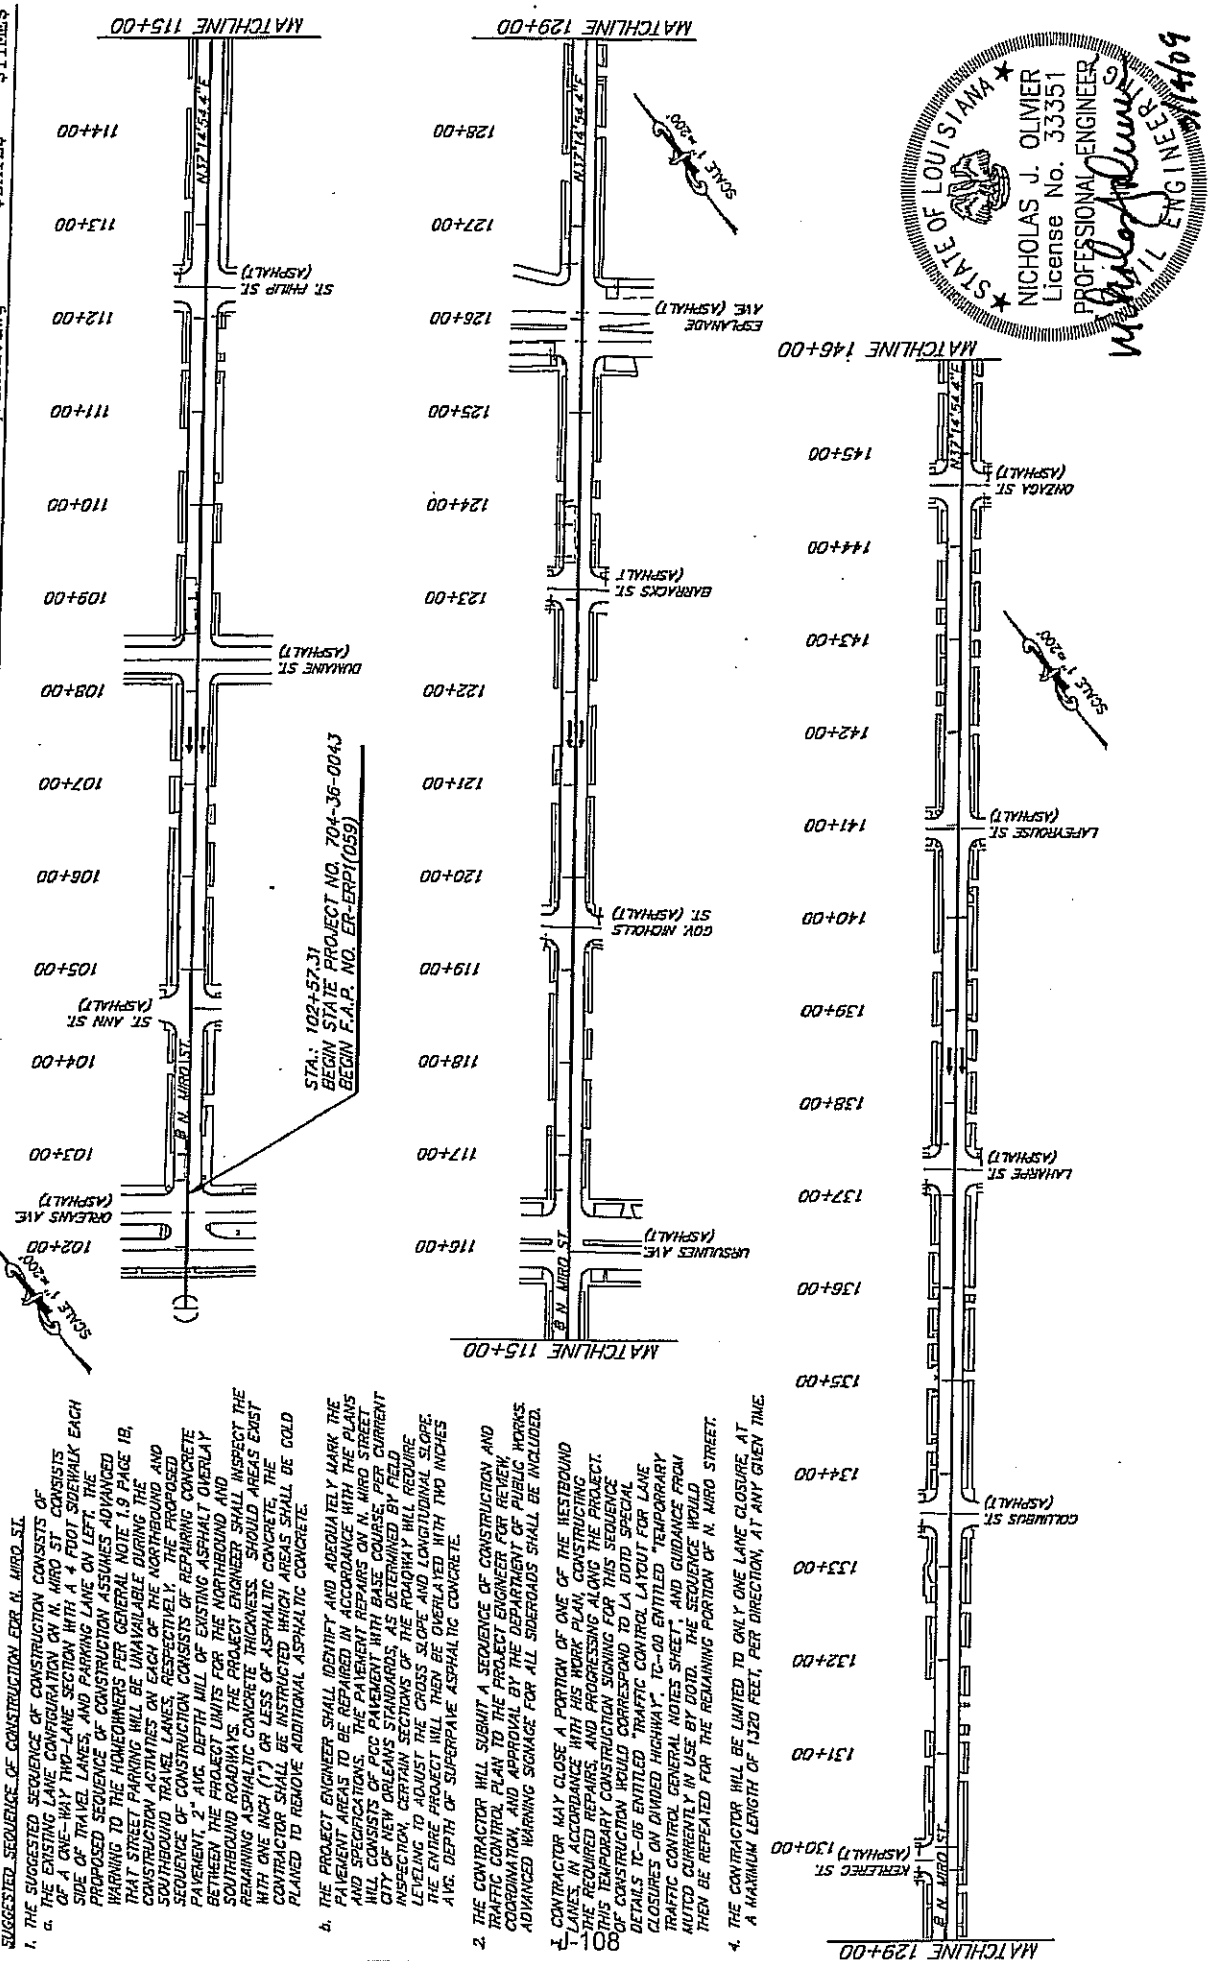 SUGGESTED SEQUENCE OF CONSTRUCTION FOR N. MIRO ST.
1. THE SUGGESTED SEQUENCE OF CONSTRUCTION CONSISTS OF
a. THE EXISTING LANE CONFIGURATION ON N. MIRO ST CONSISTS
OF A ONE-WAY TWO-LANE SECTION WITH A 4 FOOT SIDEWALK EACH
SIDE OF TRAVEL LANES, AND PARKING LANE ON LEFT. THE
PROPOSED SEQUENCE OF CONSTRUCTION ASSUMES ADVANCED
WARNING TO THE HOMEOWNERS PER GENERAL NOTE 1.9 PAGE 1B,
THAT STREET PARKING WILL BE UNAVAILABLE DURING THE
CONSTRUCTION ACTIVITIES ON EACH OF THE NORTHBOUND AND
SOUTHBOUND TRAVEL LANES, RESPECTIVELY. THE PROPOSED
SEQUENCE OF CONSTRUCTION CONSISTS OF REPAIRING CONCRETE
PAVEMENT, 2" AVG. DEPTH MILL OF EXISTING ASPHALT OVERLAY
BETWEEN THE PROJECT LIMITS FOR THE NORTHBOUND AND
SOUTHBOUND ROADWAYS. THE PROJECT ENGINEER SHALL INSPECT THE
REMAINING ASPHALTIC CONCRETE THICKNESS. SHOULD AREAS EXIST
WITH ONE INCH (1") OR LESS OF ASPHALTIC CONCRETE, THE
CONTRACTOR SHALL BE INSTRUCTED WHICH AREAS SHALL BE COLD
PLANED TO REMOVE ADDITIONAL ASPHALTIC CONCRETE.
b. THE PROJECT ENGINEER SHALL IDENTIFY AND ADEQUATELY MARK THE
PAVEMENT AREAS TO BE REPAIRED IN ACCORDANCE WITH THE PLANS
AND SPECIFICATIONS. THE PAVEMENT REPAIRS ON N. MIRO STREET
WILL CONSISTS OF PCC PAVEMENT WITH BASE COURSE, PER CURRENT
CITY OF NEW ORLEANS STANDARDS, AS DETERMINED BY FIELD
INSPECTION, CERTAIN SECTIONS OF THE ROADWAY WILL REQUIRE
LEVELING TO ADJUST THE CROSS SLOPE AND LONGITUDINAL SLOPE.
THE ENTIRE PROJECT WILL THEN BE OVERLAYED WITH TWO INCHES
AVG. DEPTH OF SUPERPAVE ASPHALTIC CONCRETE.
2. THE CONTRACTOR WILL SUBMIT A SEQUENCE OF CONSTRUCTION AND
TRAFFIC CONTROL PLAN TO THE PROJECT ENGINEER FOR REVIEW,
COORDINATION, AND APPROVAL BY THE DEPARTMENT OF PUBLIC WORKS.
ADVANCED WARNING SIGNAGE FOR ALL SIDEROADS SHALL BE INCLUDED.
3. CONTRACTOR MAY CLOSE A PORTION OF ONE OF THE WESTBOUND
LANES, IN ACCORDANCE WITH HIS WORK PLAN, CONSTRUCTING
THE REQUIRED REPAIRS, AND PROGRESSING ALONG THE PROJECT.
THIS TEMPORARY CONSTRUCTION SIGNING FOR THIS SEQUENCE
OF CONSTRUCTION WOULD CORRESPOND TO LA DOTD SPECIAL
DETAILS TC-06 ENTITLED "TRAFFIC CONTROL LAYOUT FOR LANE
CLOSURES ON DIVIDED HIGHWAY". TC-00 ENTITLED "TEMPORARY
TRAFFIC CONTROL GENERAL NOTES SHEET", AND GUIDANCE FROM
MUTCD CURRENTLY IN USE BY DOTD. THE SEQUENCE WOULD
THEN BE REPEATED FOR THE REMAINING PORTION OF N. MIRO STREET.
4. THE CONTRACTOR WILL BE LIMITED TO ONLY ONE LANE CLOSURE, AT
A MAXIMUM LENGTH OF 1320 FEET, PER DIRECTION, AT ANY GIVEN TIME.
J-108
SCALE 1"=200'
102+00
103+00
104+00
105+00
106+00
107+00
108+00
109+00
110+00
111+00
112+00
113+00
114+00
ORLEANS AVE
(ASPHALT)
ST. ANN ST.
(ASPHALT)
DUMAINE ST.
(ASPHALT)
ST. PHILIP ST.
(ASPHALT)
B N. MIRO ST.
N37°14'54.4"E
MATCHLINE 115+00
STA.: 102+57.31
BEGIN STATE PROJECT NO. 704-36-0043
BEGIN F.A.P. NO. ER-ERP1(059)
MATCHLINE 115+00
116+00
117+00
118+00
119+00
120+00
121+00
122+00
123+00
124+00
125+00
126+00
127+00
128+00
B N. MIRO ST.
URSULINES AVE.
(ASPHALT)
GOV. NICHOLLS
ST. (ASPHALT)
BARRACKS ST.
(ASPHALT
ESPLANADE
AVE. (ASPHALT)
N37°14'54.4"E
MATCHLINE 129+00
SCALE 1"=200'
MATCHLINE 129+00
130+00
131+00
132+00
133+00
134+00
135+00
136+00
137+00
138+00
139+00
140+00
141+00
142+00
143+00
144+00
145+00
B N. MIRO ST.
KERLEREC ST.
(ASPHALT)
COLUMBUS ST.
(ASPHALT)
LAHARPE ST.
(ASPHALT)
LAPEYROUSE ST.
(ASPHALT)
ONZAGA ST.
(ASPHALT)
N37°14'54.4"E
MATCHLINE 146+00
SCALE 1"=200'
STATE OF LOUISIANA
NICHOLAS J. OLIVIER
License No. 33351
PROFESSIONAL ENGINEER
ENGINEERING